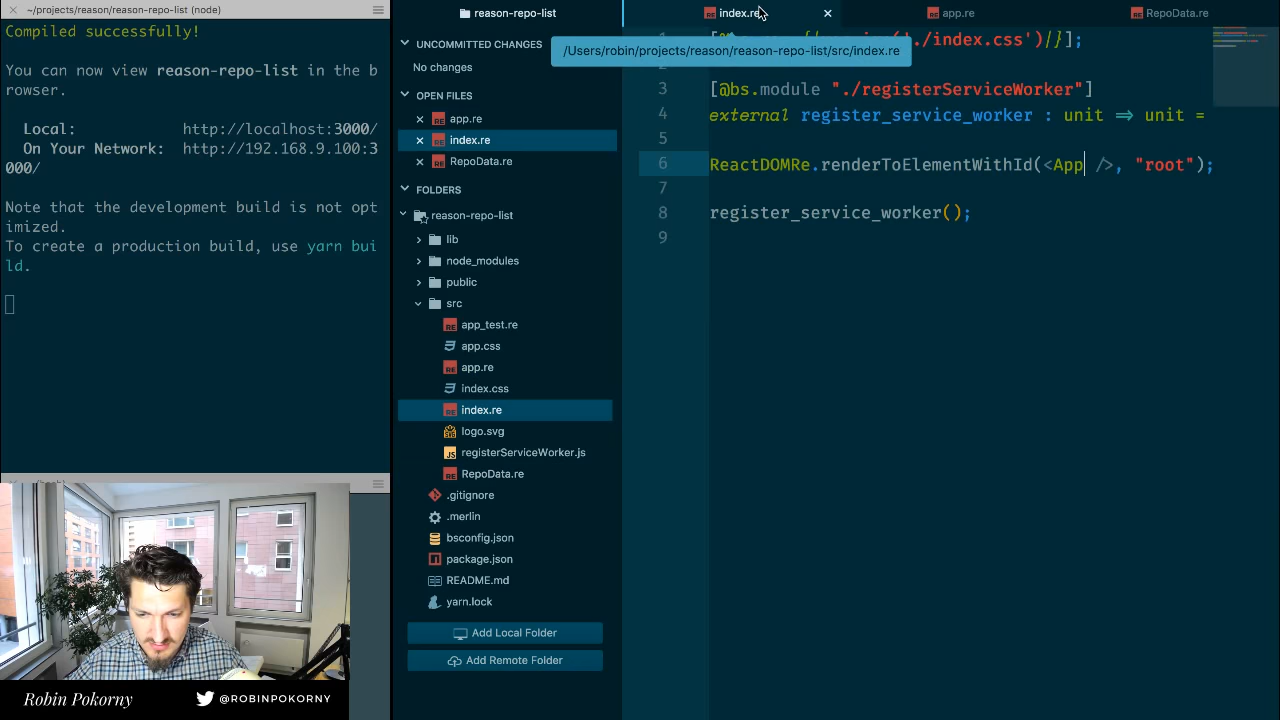 ~/projects/reason/reason-repo-list (node)
Compiled successfully!
You can now view reason-repo-list in the b
rowser.
Local: http://localhost:3000/
On Your Network: http://192.168.9.100:3
000/
Note that the development build is not opt
imized.
To create a production build, use yarn bui
ld.
Robin Pokorny
@ROBINPOKORNY
reason-repo-list
UNCOMMITTED CHANGES
No changes
OPEN FILES
app.re
index.re
RepoData.re
FOLDERS
reason-repo-list
lib
node_modules
public
src
app_test.re
app.css
app.re
index.css
index.re
logo.svg
registerServiceWorker.js
RepoData.re
.gitignore
.merlin
bsconfig.json
package.json
README.md
yarn.lock
Add Local Folder
Add Remote Folder
index.re
app.re
RepoData.re
/Users/robin/projects/reason/reason-repo-list/src/index.re
'./index.css')|}];
3 [@bs.module "./registerServiceWorker"]
4 external register_service_worker : unit => unit =
5
6 ReactDOMRe.renderToElementWithId(<App />, "root");
7
8 register_service_worker();
9